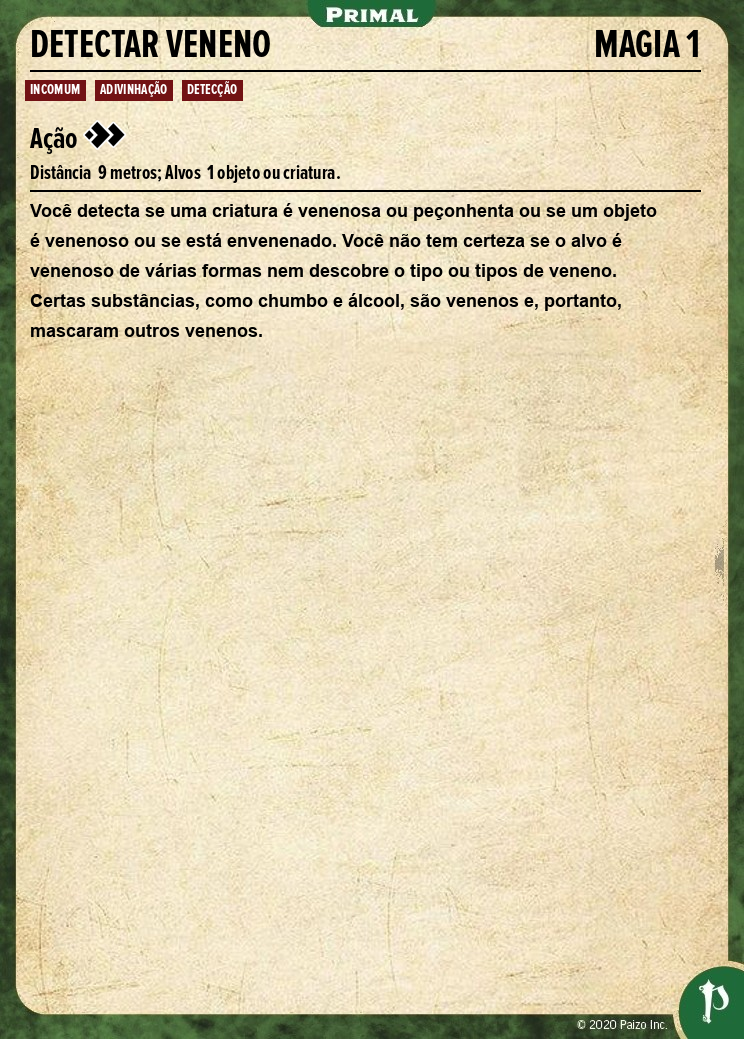 PRIMAL
DETECTAR VENENO MAGIA 1
INCOMUM ADIVINHAÇÃO DETECÇÃO
Ação
Distância 9 metros; Alvos 1 objeto ou criatura.
Você detecta se uma criatura é venenosa ou peçonhenta ou se um objeto
é venenoso ou se está envenenado. Você não tem certeza se o alvo é
venenoso de várias formas nem descobre o tipo ou tipos de veneno.
Certas substâncias, como chumbo e álcool, são venenos e, portanto,
mascaram outros venenos.
© 2020 Paizo Inc.